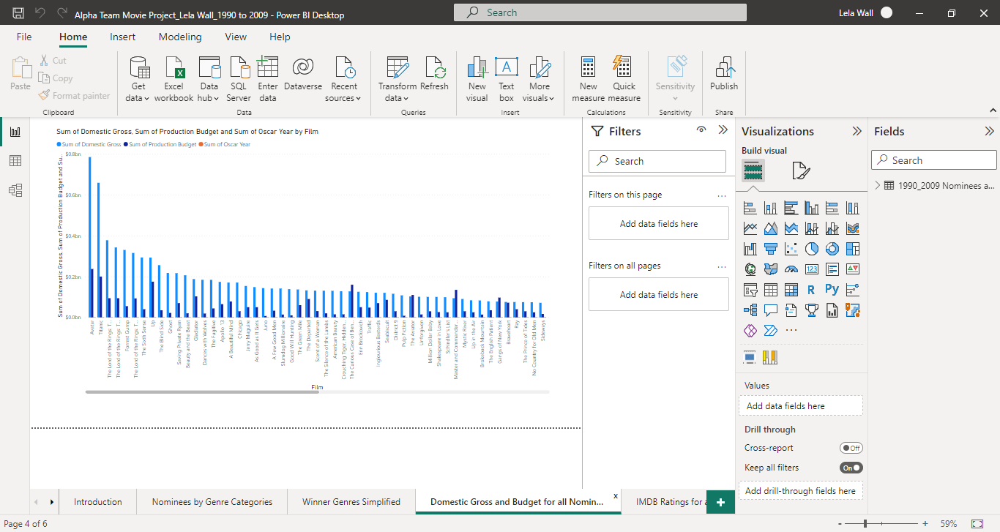 Alpha Team Movie Project_Lela Wall_1990 to 2009 - Power BI Desktop
Search
Lela Wall
File Home Insert Modeling View Help
Paste
Cut
Copy
Format painter
Clipboard
Get data
Excel workbook
Data hub
SQL Server
Enter data
Dataverse
Recent sources
Data
Transform data
Refresh
Queries
New visual
Text box
More visuals
Insert
New measure
Quick measure
Calculations
Sensitivity
Sensitivity
Publish
Share
Sum of Domestic Gross, Sum of Production Budget and Sum of Oscar Year by Film
Sum of Domestic Gross Sum of Production Budget Sum of Oscar Year
Sum of Domestic Gross, Sum of Production Budget and Su...
$0.8bn
$0.6bn
$0.4bn
$0.2bn
$0.0bn
Avatar
Titanic
The Lord of the Rings: T...
The Lord of the Rings: T...
Forrest Gump
The Lord of the Rings: T...
The Sixth Sense
Up
The Blind Side
Ghost
Saving Private Ryan
Beauty and the Beast
Gladiator
Dances with Wolves
The Fugitive
Apollo 13
A Beautiful Mind
Chicago
Jerry Maguire
As Good as It Gets
Juno
A Few Good Men
Slumdog Millionaire
Good Will Hunting
The Green Mile
The Departed
Scent of a Woman
The Silence of the Lambs
American Beauty
Crouching Tiger, Hidden...
The Curious Case of Ben...
Erin Brockovich
Traffic
Inglourious Basterds
Seabiscuit
District 9
Pulp Fiction
The Aviator
Unforgiven
Million Dollar Baby
Shakespeare in Love
Schindler's List
Master and Commander:...
Mystic River
Up in the Air
Brokeback Mountain
The English Patient
Gangs of New York
Braveheart
Ray
The Prince of Tides
No Country for Old Men
Sideways
Film
Filters
Search
Filters on this page
...
Add data fields here
Filters on all pages
...
Add data fields here
Visualizations
Build visual
123
R
Py
...
Values
Add data fields here
Drill through
Cross-report
Off
Keep all filters
On
Add drill-through fields here
Fields
Search
1990_2009 Nominees a...
Introduction
Nominees by Genre Categories
Winner Genres Simplified
Domestic Gross and Budget for all Nomin...
x
IMDB Ratings for a
+
Page 4 of 6
- + 59%